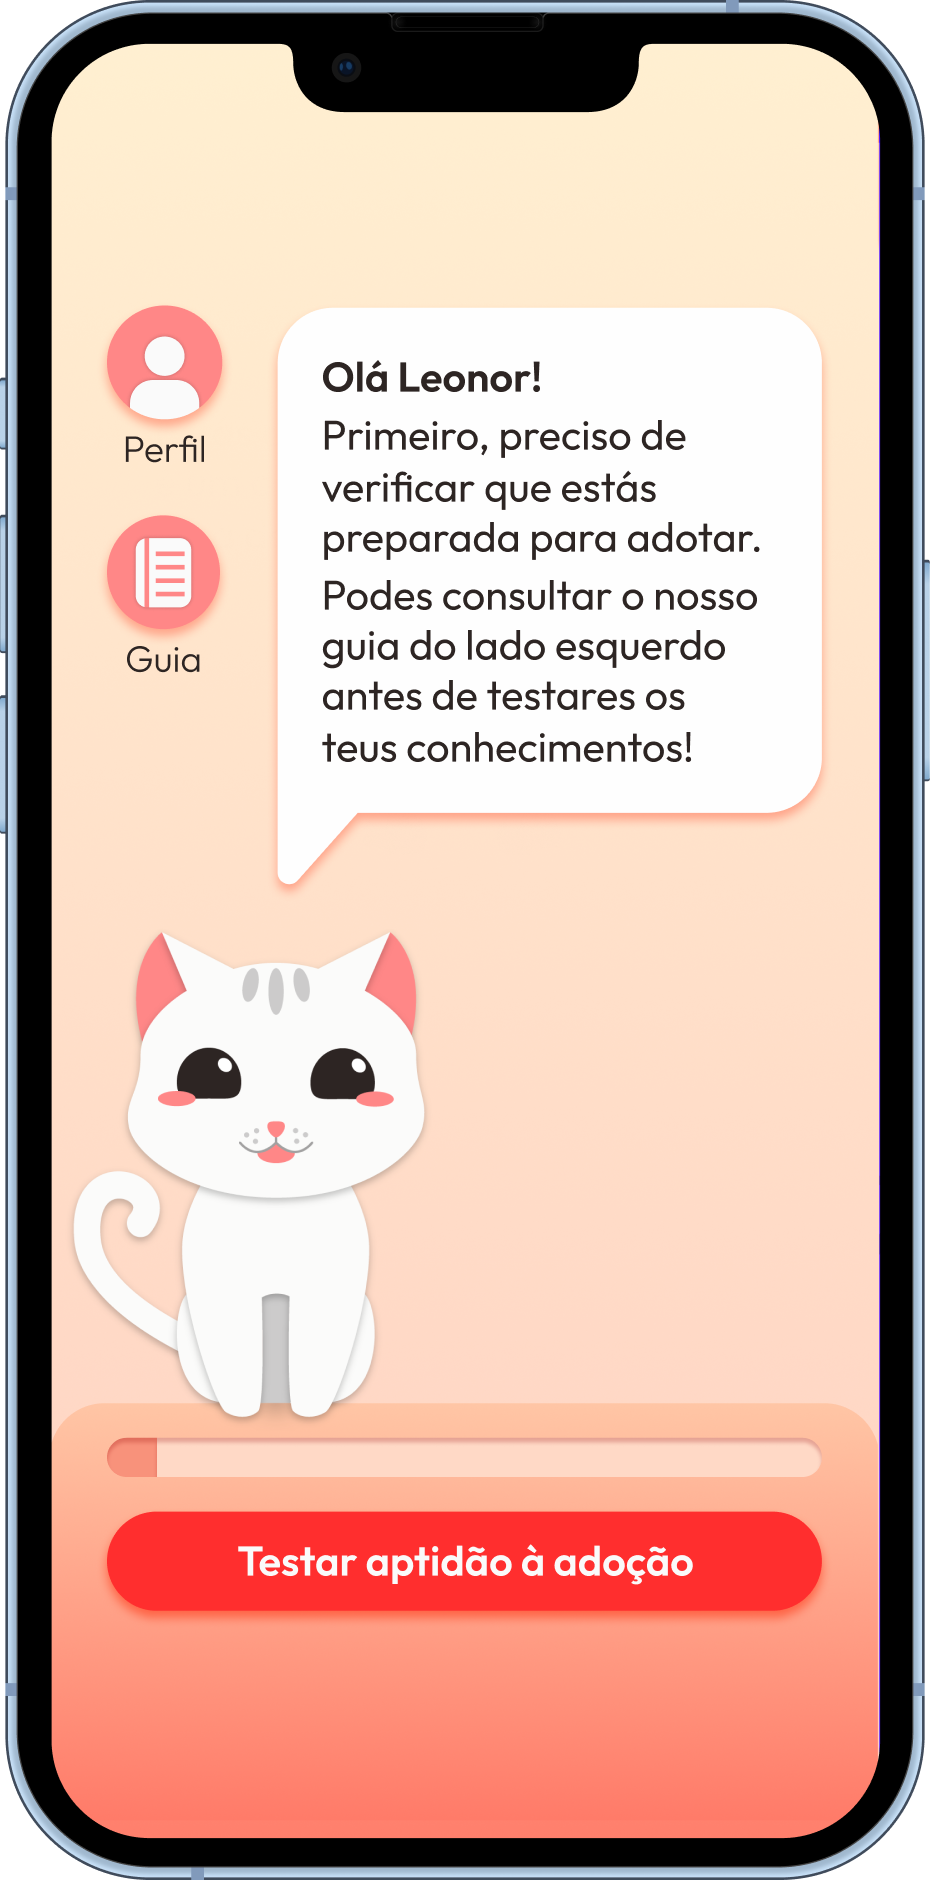 Perfil
Guia
Olá Leonor!
Primeiro, preciso de
verificar que estás
preparada para adotar.
Podes consultar o nosso
guia do lado esquerdo
antes de testares os
teus conhecimentos!
Testar aptidão à adoção